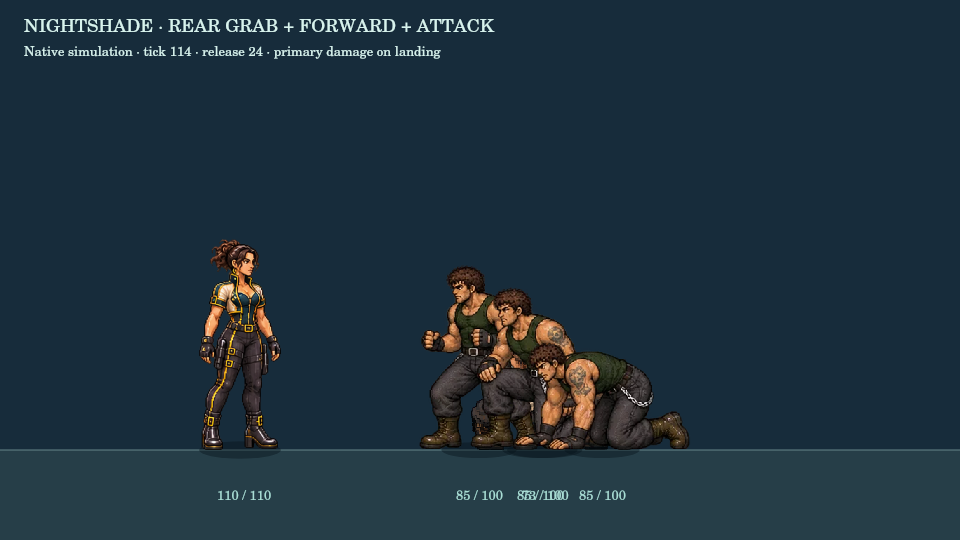 NIGHTSHADE · REAR GRAB + FORWARD + ATTACK
Native simulation · tick 114 · release 24 · primary damage on landing
110 / 110 85 / 100 85 / 100